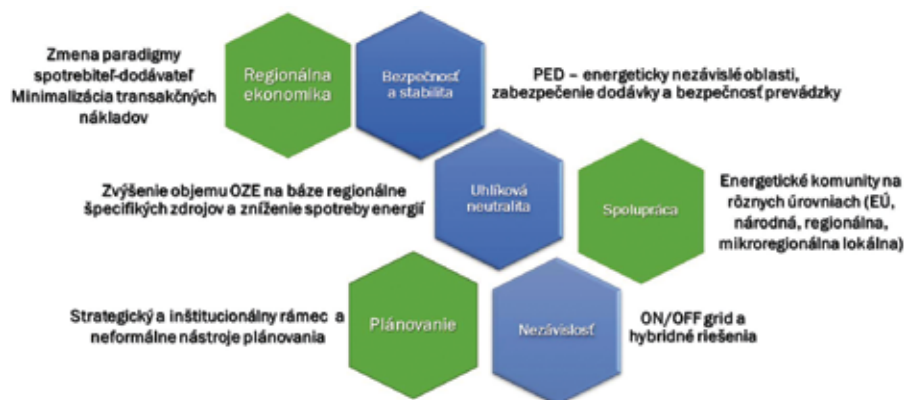 Zmena paradigmy
spotrebiteľ-dodávateľ
Minimalizácia transakčných
nákladov
Regionálna
ekonomika
Bezpečnosť
a stabilita
PED – energeticky nezávislé oblasti,
zabezpečenie dodávky a bezpečnosť prevádzky
Zvýšenie objemu OZE na báze regionálne
špecifikých zdrojov a zníženie spotreby energií
Uhlíková
neutralita
Spolupráca
Energetické komunity na
rôznych úrovniach (EÚ,
národná, regionálna,
mikroregionálna lokálna)
Strategický a inštitucionálny rámec a
neformálne nástroje plánovania
Plánovanie
Nezávislosť
ON/OFF grid a
hybridné riešenia